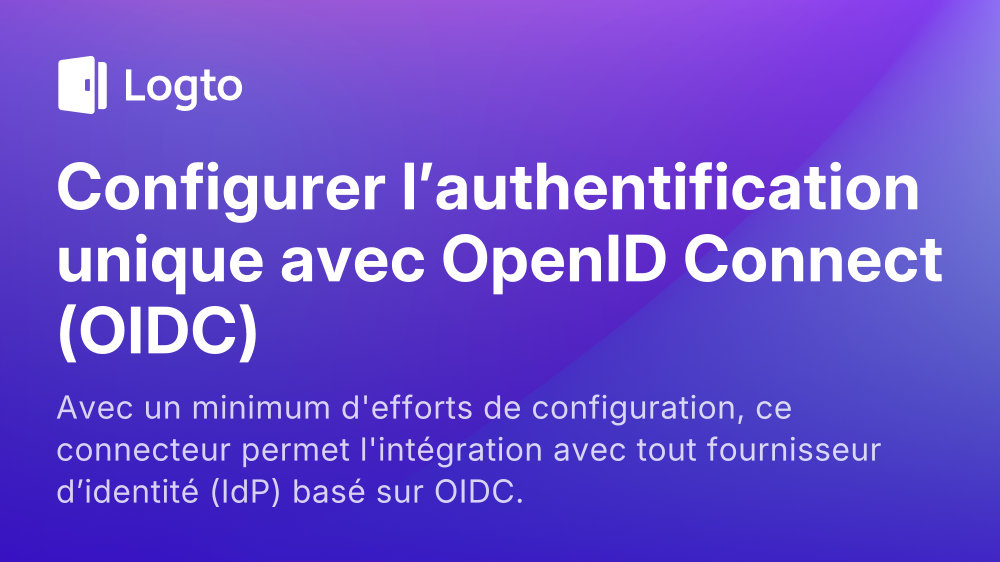 Logto
Configurer l’authentification
unique avec OpenID Connect
(OIDC)
Avec un minimum d'efforts de configuration, ce
connecteur permet l'intégration avec tout fournisseur
d’identité (IdP) basé sur OIDC.